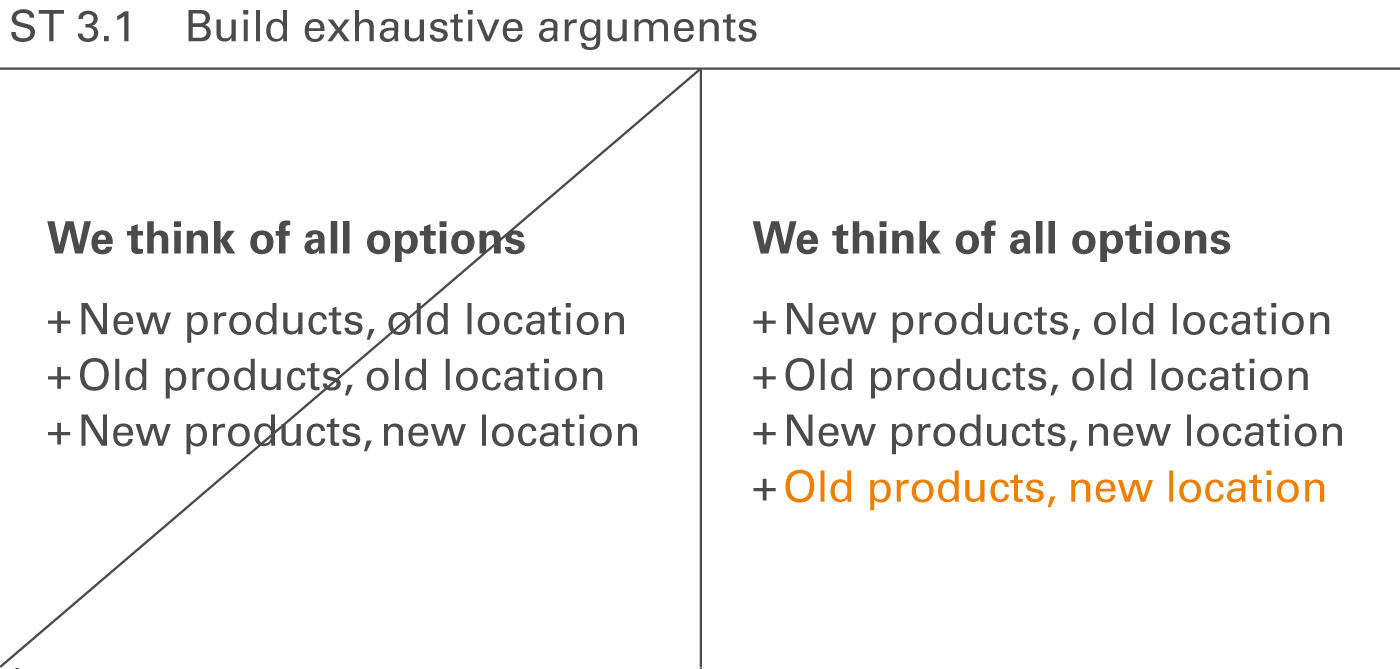 ST 3.1 Build exhaustive arguments
We think of all options
+ New products, old location
+ Old products, old location
+ New products, new location
We think of all options
+ New products, old location
+ Old products, old location
+ New products, new location
+ Old products, new location